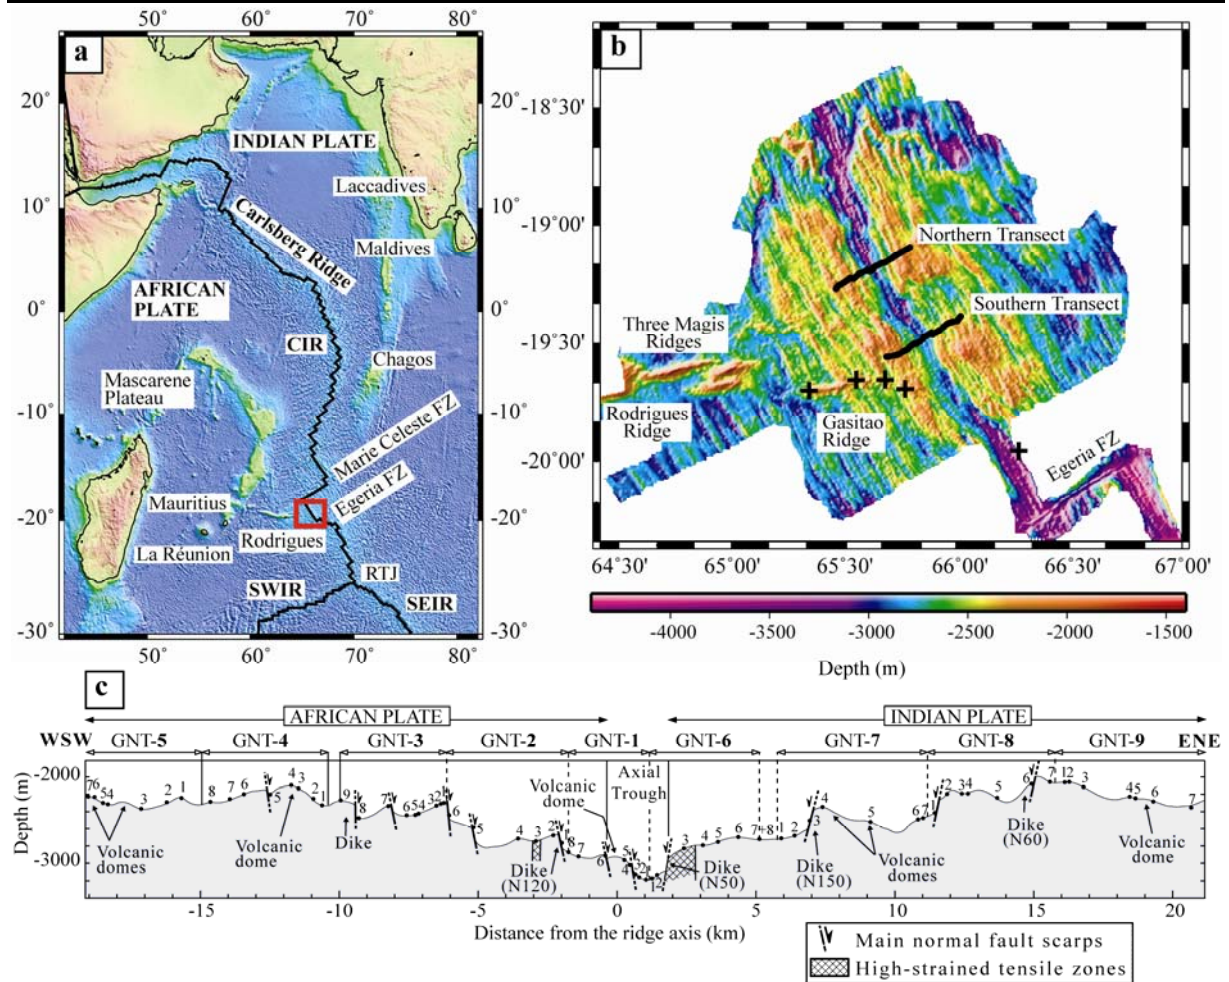 50° 60° 70° 80°
a
20° 20°
INDIAN PLATE
Laccadives
10° 10°
Carlsberg Ridge
Maldives
AFRICAN
PLATE
0° 0°
CIR
Chagos
Mascarene
Plateau
-10° -10°
Marie Celeste FZ
Mauritius
Egeria FZ
-20° -20°
La Réunion
Rodrigues
RTJ
SWIR
SEIR
-30° -30°
50° 60° 70° 80°
b
-18°30'
-19°00'
Northern Transect
Southern Transect
-19°30'
Three Magis
Ridges
Rodrigues
Ridge
Gasitao
Ridge
-20°00'
Egeria FZ
64°30' 65°00' 65°30' 66°00' 66°30' 67°00'
-4000 -3500 -3000 -2500 -2000 -1500
Depth (m)
c
AFRICAN PLATE INDIAN PLATE
WSW GNT-5 GNT-4 GNT-3 GNT-2 GNT-1 GNT-6 GNT-7 GNT-8 GNT-9 ENE
Depth (m)
-2000
-3000
Volcanic
domes
Volcanic
dome
Dike
Dike
(N120)
Volcanic
dome
Axial
Trough
Dike
(N50)
Dike
(N150)
Volcanic
domes
Dike
(N60)
Volcanic
dome
-15 -10 -5 0 5 10 15 20
Distance from the ridge axis (km)
Main normal fault scarps
High-strained tensile zones